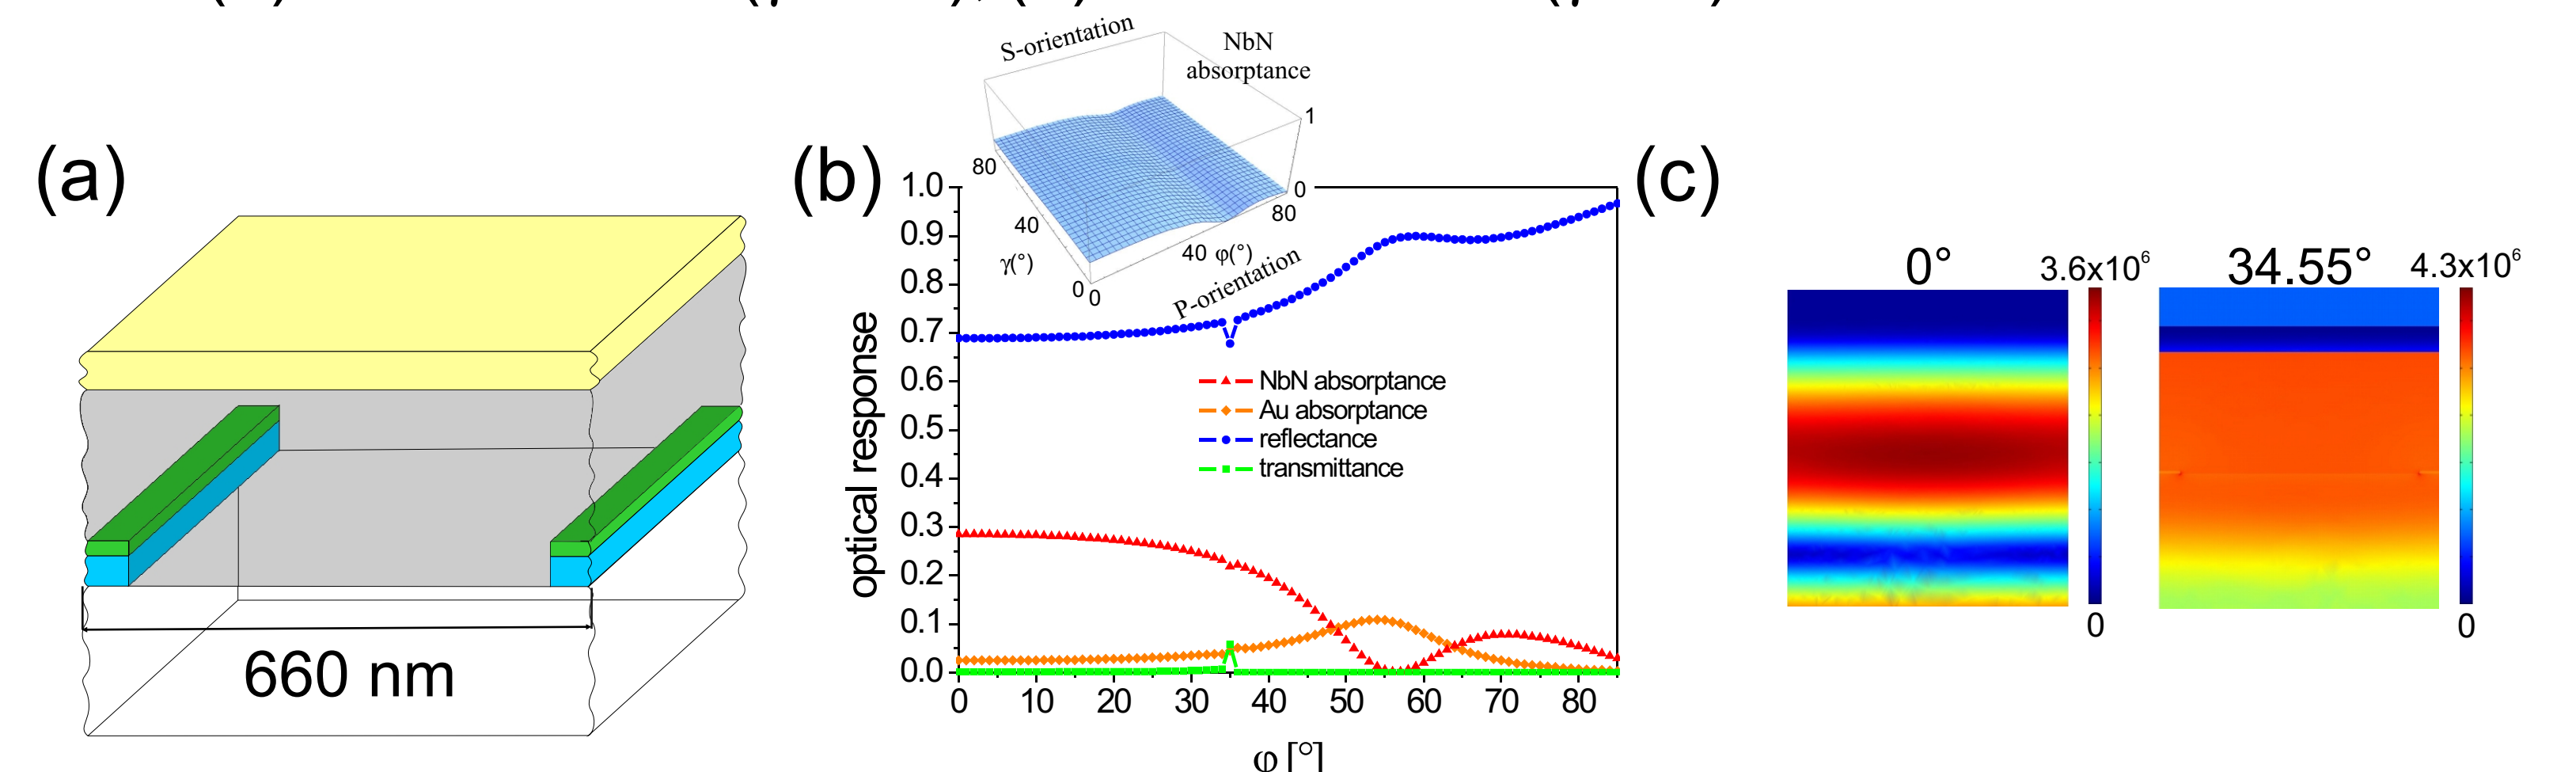 (a)
660 nm
(b)
S-orientation
NbN
absorptance
1
0
80
40
0
0
40
80
γ(°)
φ(°)
P-orientation
1.0
0.9
0.8
0.7
0.6
0.5
0.4
0.3
0.2
0.1
0.0
optical response
NbN absorptance
Au absorptance
reflectance
transmittance
0 10 20 30 40 50 60 70 80
φ [°]
(c)
0°
3.6x10⁶
0
34.55°
4.3x10⁶
0